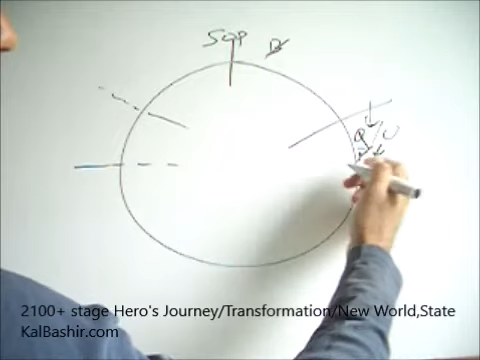 SOP
2100+ stage Hero's Journey/Transformation/New World,State
KalBashir.com